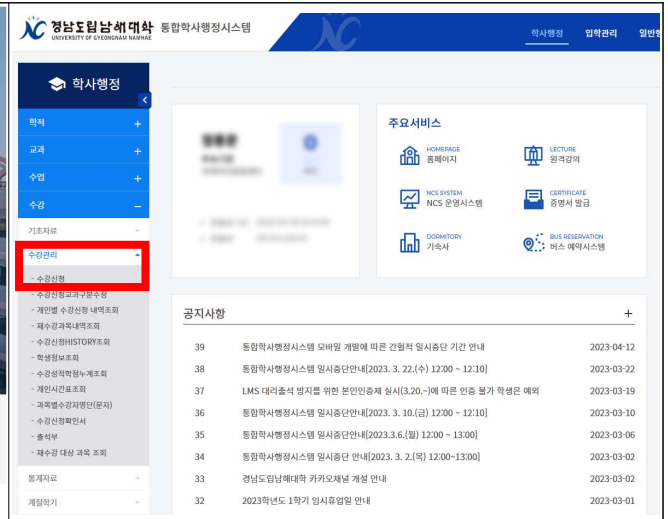 경남도립남해대학 통합학사행정시스템
UNIVERSITY OF GYEONGNAM NAMHAE
학사행정 입학관리 일반행
학사행정
학적 +
교과 +
수업 +
수강 -
기초자료
수강관리
- 수강신청
- 수강신청교과구분수정
- 개인별 수강신청 내역조회
- 재수강과목내역조회
- 수강신청HISTORY조회
- 학생정보조회
- 수강성적학점누계조회
- 개인시간표조회
- 과목별수강자명단(문자)
- 수강신청확인서
- 출석부
- 재수강 대상 과목 조회
통계자료
계절학기
주요서비스
HOMEPAGE
홈페이지
LECTURE
원격강의
NCS SYSTEM
NCS 운영시스템
CERTIFICATE
증명서 발급
DORMITORY
기숙사
BUS RESERVATION
버스 예약시스템
공지사항 +
39 통합학사행정시스템 모바일 개발에 따른 간헐적 일시중단 기간 안내 2023-04-12
38 통합학사행정시스템 일시중단안내[2023. 3. 22.(수) 12:00 ~ 12:10] 2023-03-22
37 LMS 대리출석 방지를 위한 본인인증제 실시(3.20.~)에 따른 인증 불가 학생은 예외 2023-03-19
36 통합학사행정시스템 일시중단안내[2023. 3. 10.(금) 12:00 ~ 12:10] 2023-03-10
35 통합학사행정시스템 일시중단안내[2023.3.6.(월) 12:00 ~ 13:00] 2023-03-06
34 통합학사행정시스템 일시중단 안내[2023. 3. 2.(목) 12:00~13:00] 2023-03-02
33 경남도립남해대학 카카오채널 개설 안내 2023-03-02
32 2023학년도 1학기 임시휴업일 안내 2023-03-01